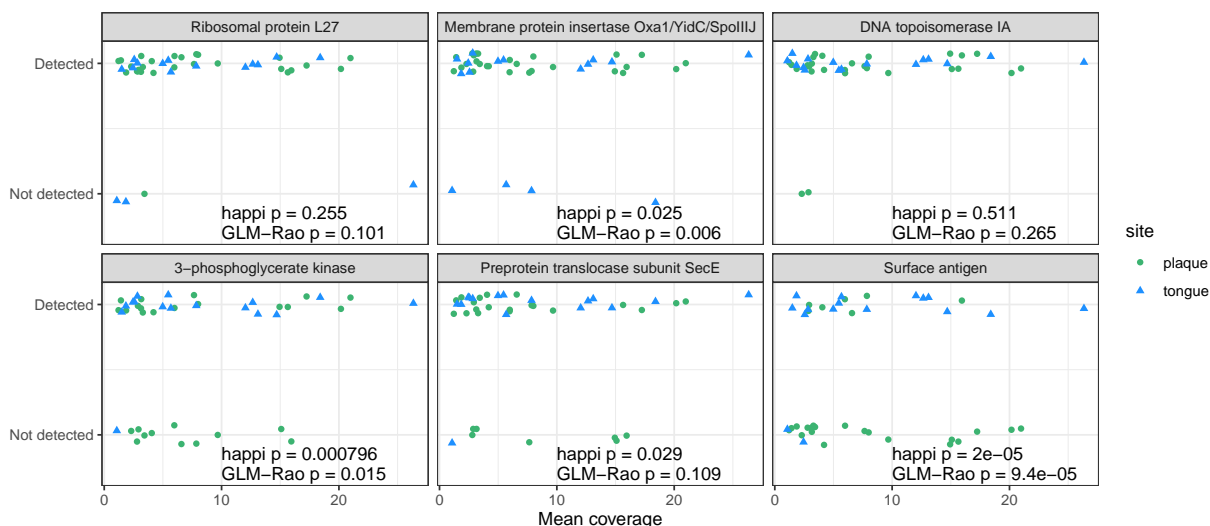 Ribosomal protein L27
Membrane protein insertase Oxa1/YidC/SpoIIIJ
DNA topoisomerase IA
Detected
Not detected
happi p = 0.255
GLM−Rao p = 0.101
happi p = 0.025
GLM−Rao p = 0.006
happi p = 0.511
GLM−Rao p = 0.265
3−phosphoglycerate kinase
Preprotein translocase subunit SecE
Surface antigen
Detected
Not detected
happi p = 0.000796
GLM−Rao p = 0.015
happi p = 0.029
GLM−Rao p = 0.109
happi p = 2e−05
GLM−Rao p = 9.4e−05
0 10 20
0 10 20
0 10 20
Mean coverage
site
plaque
tongue